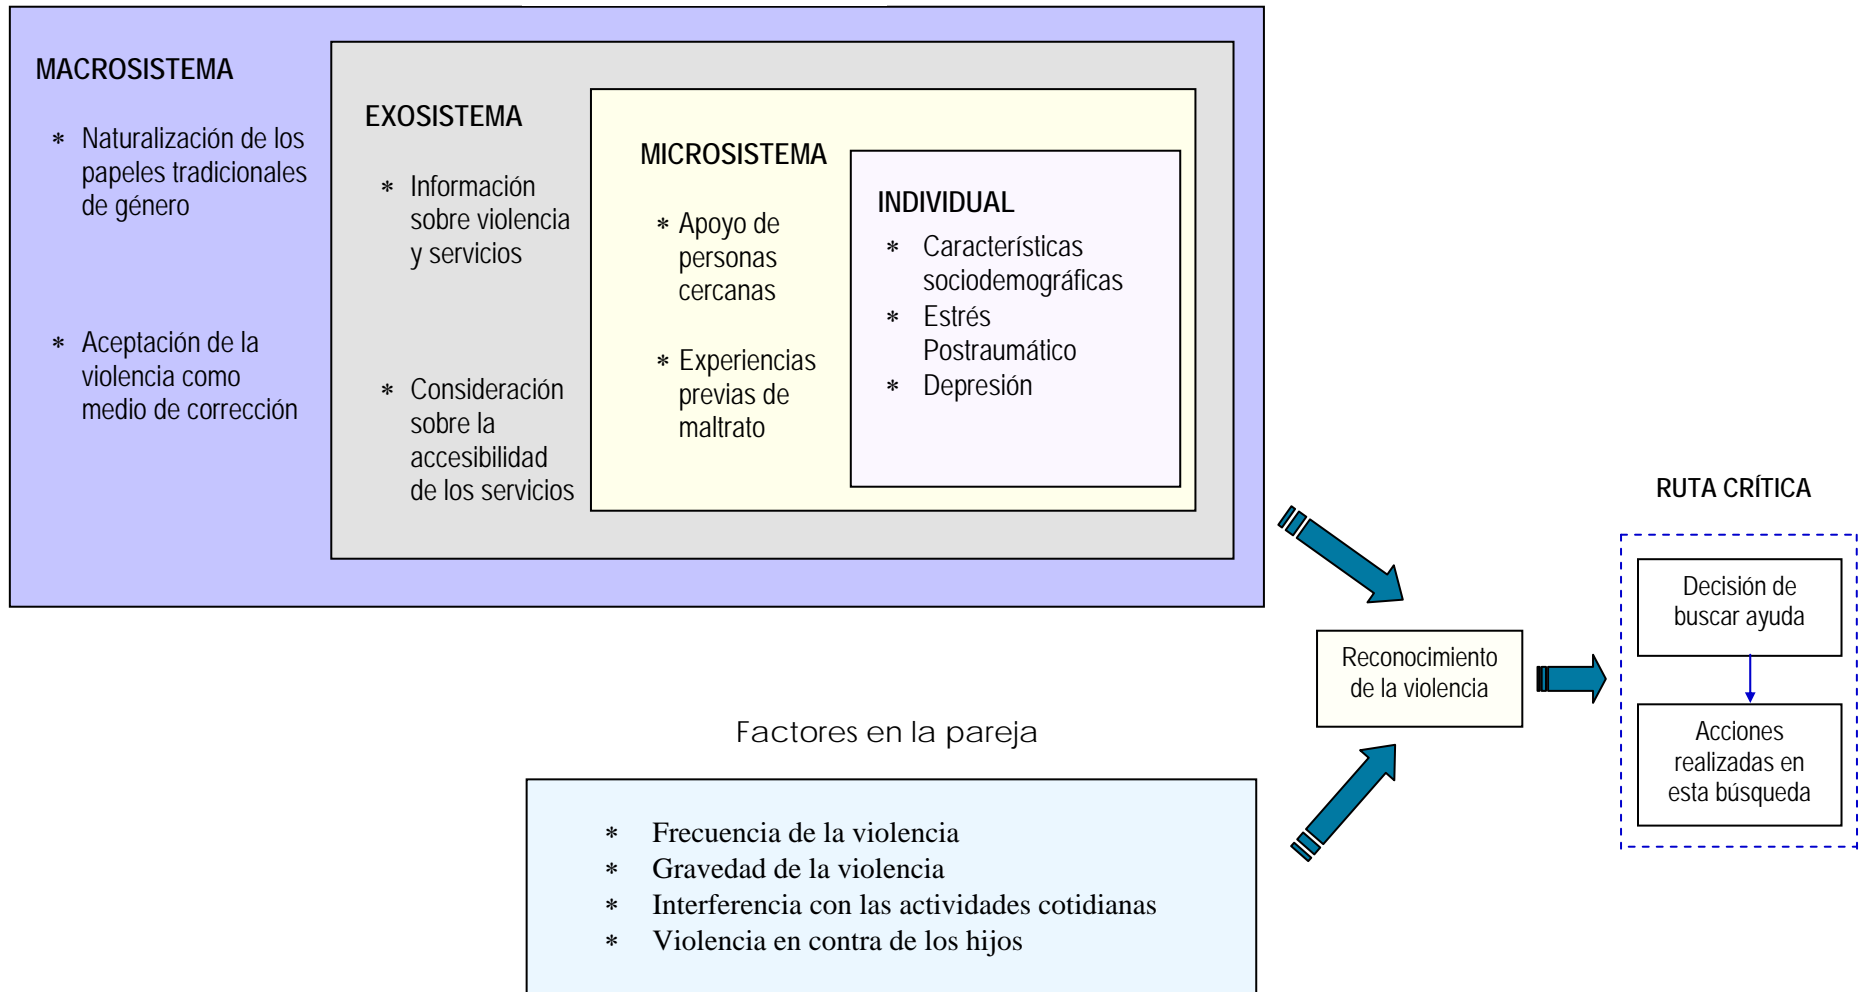 MACROSISTEMA
* Naturalización de los
papeles tradicionales
de género
* Aceptación de la
violencia como
medio de corrección
EXOSISTEMA
* Información
sobre violencia
y servicios
* Consideración
sobre la
accesibilidad
de los servicios
MICROSISTEMA
* Apoyo de
personas
cercanas
* Experiencias
previas de
maltrato
INDIVIDUAL
* Característícas
sociodemográficas
* Estrés
Postraumático
* Depresión
Factores en la pareja
* Frecuencia de la violencia
* Gravedad de la violencia
* Interferencia con las actividades cotidianas
* Violencia en contra de los hijos
Reconocimiento
de la violencia
RUTA CRÍTICA
Decisión de
buscar ayuda
Acciones
realizadas en
esta búsqueda